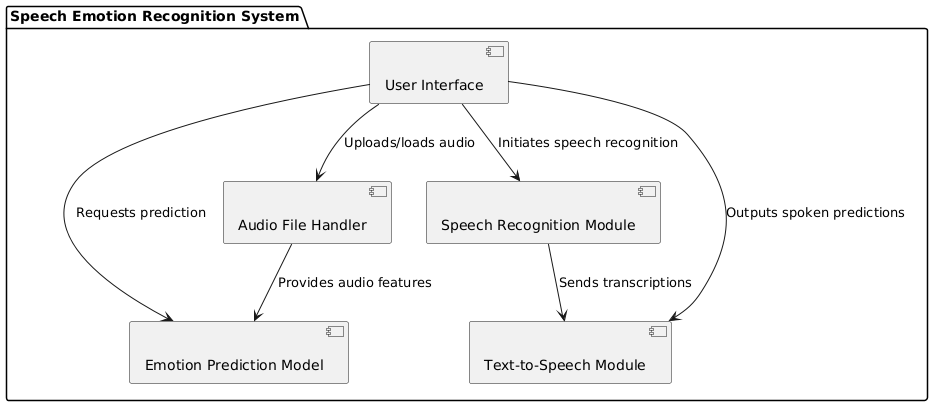 Speech Emotion Recognition System
User Interface
Uploads/loads audio
Initiates speech recognition
Requests prediction
Audio File Handler
Speech Recognition Module
Outputs spoken predictions
Provides audio features
Sends transcriptions
Emotion Prediction Model
Text-to-Speech Module